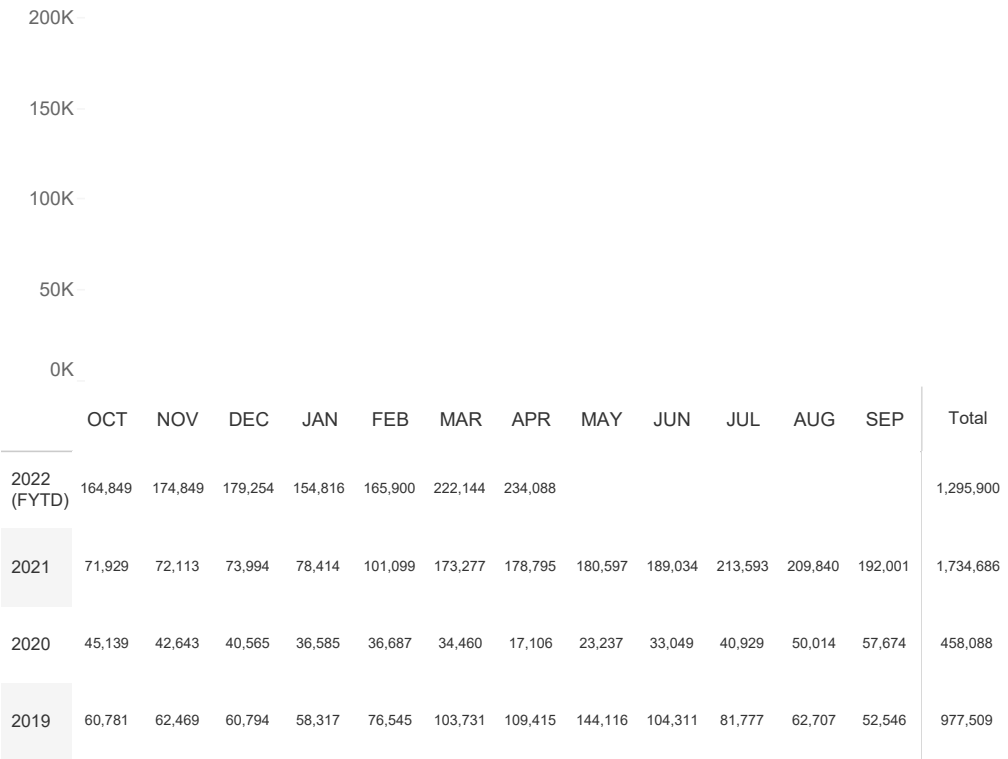 200K
150K
100K
50K
0K
OCT NOV DEC JAN FEB MAR APR MAY JUN JUL AUG SEP Total
2022 (FYTD) 164,849 174,849 179,254 154,816 165,900 222,144 234,088 1,295,900
2021 71,929 72,113 73,994 78,414 101,099 173,277 178,795 180,597 189,034 213,593 209,840 192,001 1,734,686
2020 45,139 42,643 40,565 36,585 36,687 34,460 17,106 23,237 33,049 40,929 50,014 57,674 458,088
2019 60,781 62,469 60,794 58,317 76,545 103,731 109,415 144,116 104,311 81,777 62,707 52,546 977,509